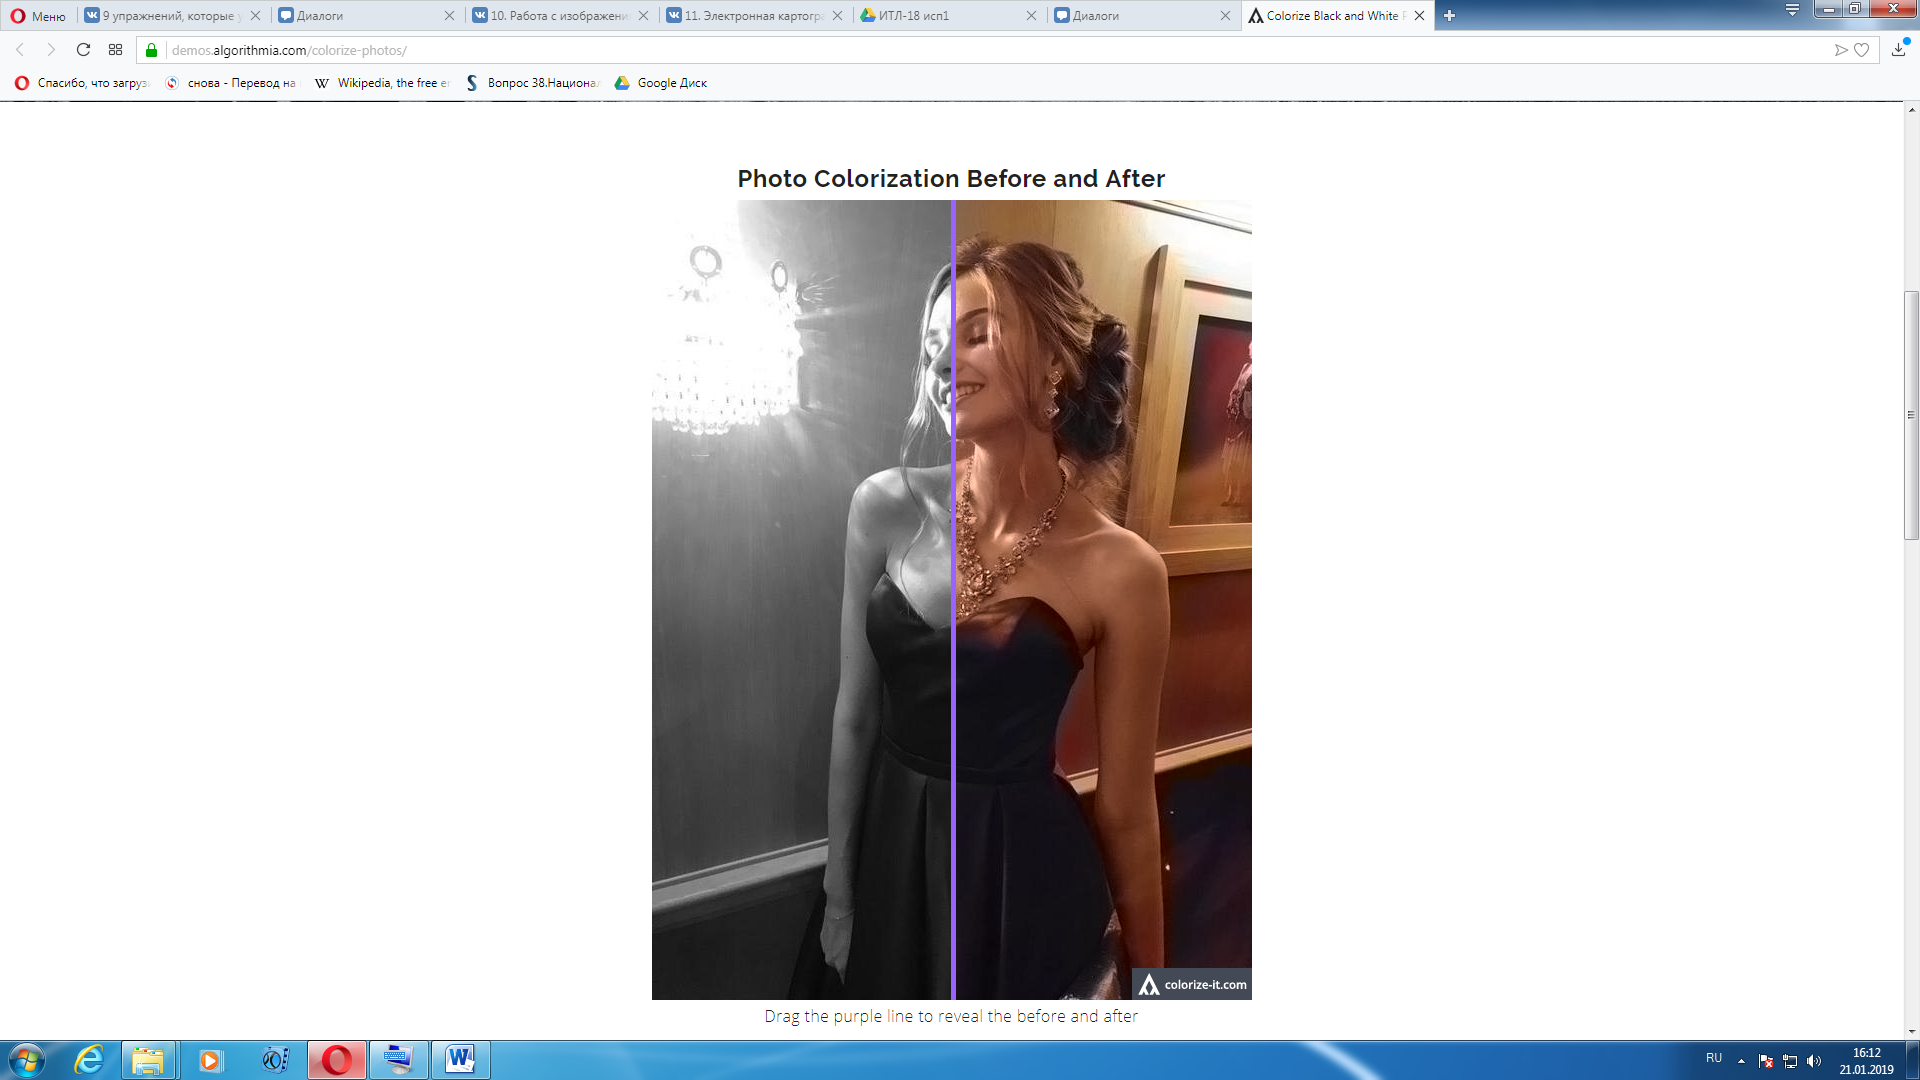 9 упражнений, которые
Диалоги
10. Работа с изображени
11. Электронная картогр
ИТЛ-18 исп1
Диалоги
Colorize Black and White
Меню
demos.algorithmia.com/colorize-photos/
Спасибо, что загруз
снова - Перевод на
Wikipedia, the free e
Вопрос 38.Национа
Google Диск
Photo Colorization Before and After
colorize-it.com
Drag the purple line to reveal the before and after
RU
16:12
21.01.2019